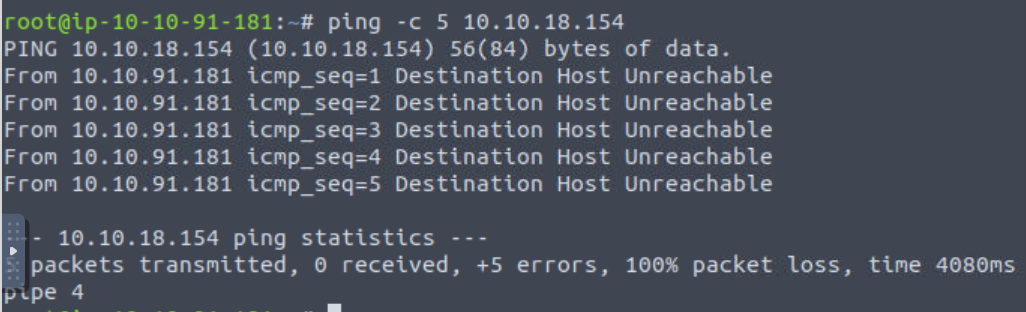 root@ip-10-10-91-181:~# ping -c 5 10.10.18.154
PING 10.10.18.154 (10.10.18.154) 56(84) bytes of data.
From 10.10.91.181 icmp_seq=1 Destination Host Unreachable
From 10.10.91.181 icmp_seq=2 Destination Host Unreachable
From 10.10.91.181 icmp_seq=3 Destination Host Unreachable
From 10.10.91.181 icmp_seq=4 Destination Host Unreachable
From 10.10.91.181 icmp_seq=5 Destination Host Unreachable
- 10.10.18.154 ping statistics ---
packets transmitted, 0 received, +5 errors, 100% packet loss, time 4080ms
pipe 4